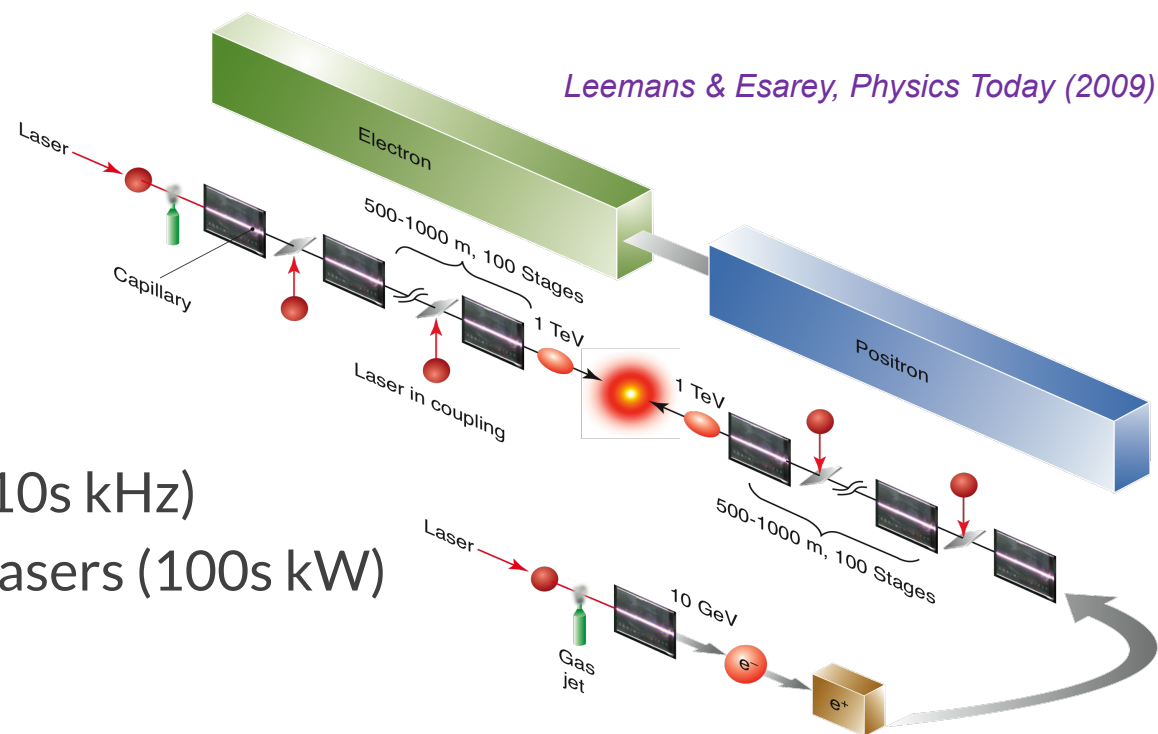 Leemans & Esarey, Physics Today (2009)
Electron
Laser
500-1000 m, 100 Stages
Capillary
1 TeV
Positron
Laser in coupling
1 TeV
10s kHz)
asers (100s kW)
500-1000 m, 100 Stages
Laser
10 GeV
Gas
jet
e⁻
e⁺